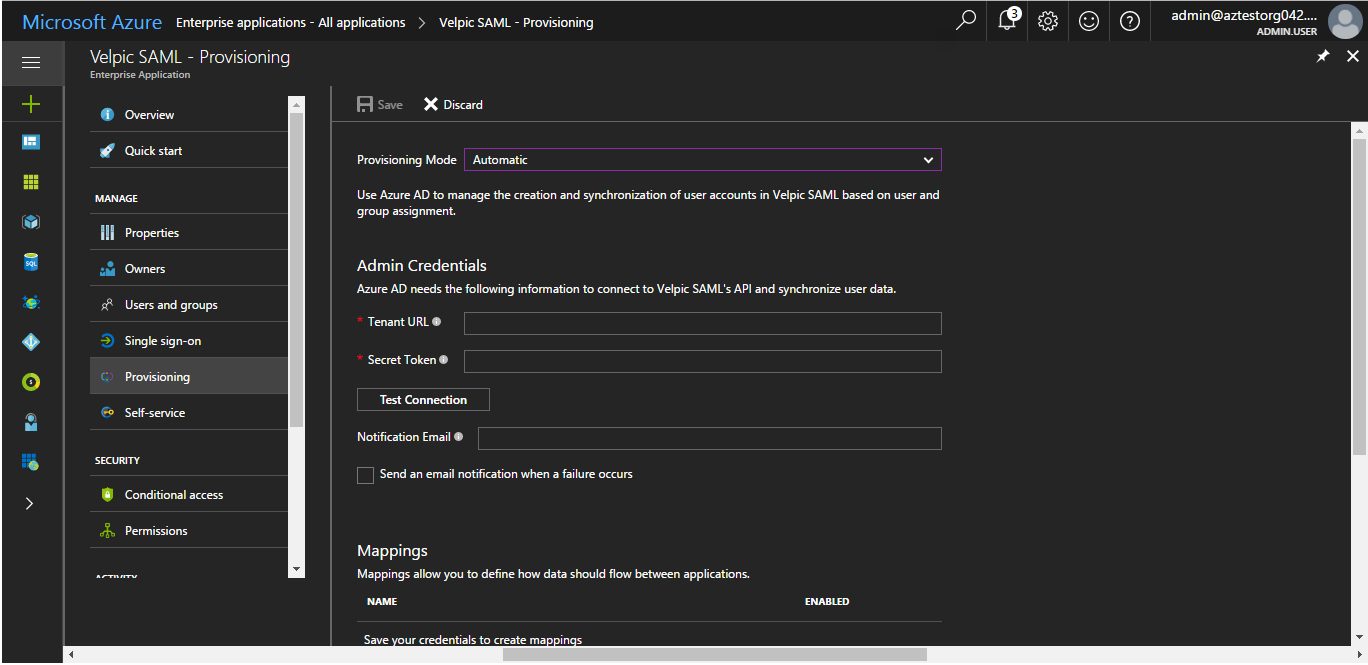 Microsoft Azure Enterprise applications - All applications > Velpic SAML - Provisioning
3
admin@aztestorg042....
ADMIN.USER
Velpic SAML - Provisioning
Enterprise Application
Overview
Quick start
MANAGE
Properties
Owners
Users and groups
Single sign-on
Provisioning
Self-service
SECURITY
Conditional access
Permissions
ACTIVITY
Save Discard
Provisioning Mode Automatic
Use Azure AD to manage the creation and synchronization of user accounts in Velpic SAML based on user and
group assignment.
Admin Credentials
Azure AD needs the following information to connect to Velpic SAML's API and synchronize user data.
* Tenant URL
* Secret Token
Test Connection
Notification Email
Send an email notification when a failure occurs
Mappings
Mappings allow you to define how data should flow between applications.
NAME ENABLED
Save your credentials to create mappings